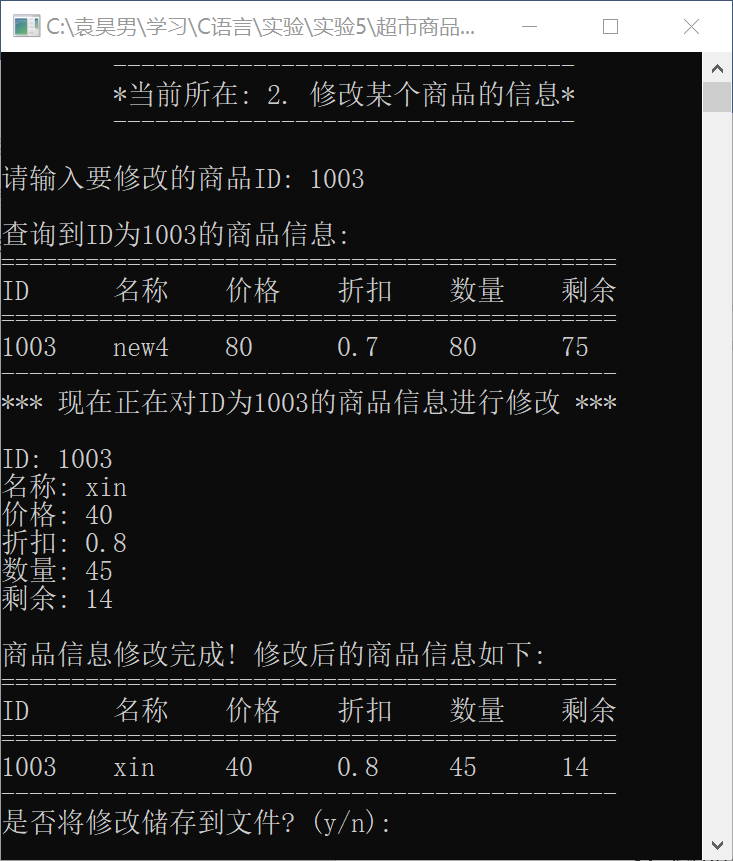 C:\袁昊男\学习\C语言\实验\实验5\超市商品...
---------------------------------
*当前所在: 2. 修改某个商品的信息*
---------------------------------
请输入要修改的商品ID: 1003
查询到ID为1003的商品信息:
============================================
ID 名称 价格 折扣 数量 剩余
============================================
1003 new4 80 0.7 80 75
--------------------------------------------
*** 现在正在对ID为1003的商品信息进行修改 ***
ID: 1003
名称: xin
价格: 40
折扣: 0.8
数量: 45
剩余: 14
商品信息修改完成! 修改后的商品信息如下:
============================================
ID 名称 价格 折扣 数量 剩余
============================================
1003 xin 40 0.8 45 14
--------------------------------------------
是否将修改储存到文件? (y/n):